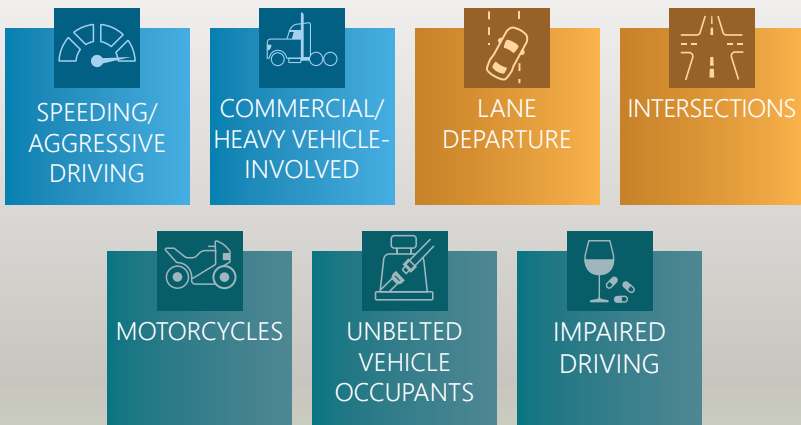 SPEEDING/
AGGRESSIVE
DRIVING
COMMERCIAL/
HEAVY VEHICLE-
INVOLVED
LANE
DEPARTURE
INTERSECTIONS
MOTORCYCLES
UNBELTED
VEHICLE
OCCUPANTS
IMPAIRED
DRIVING